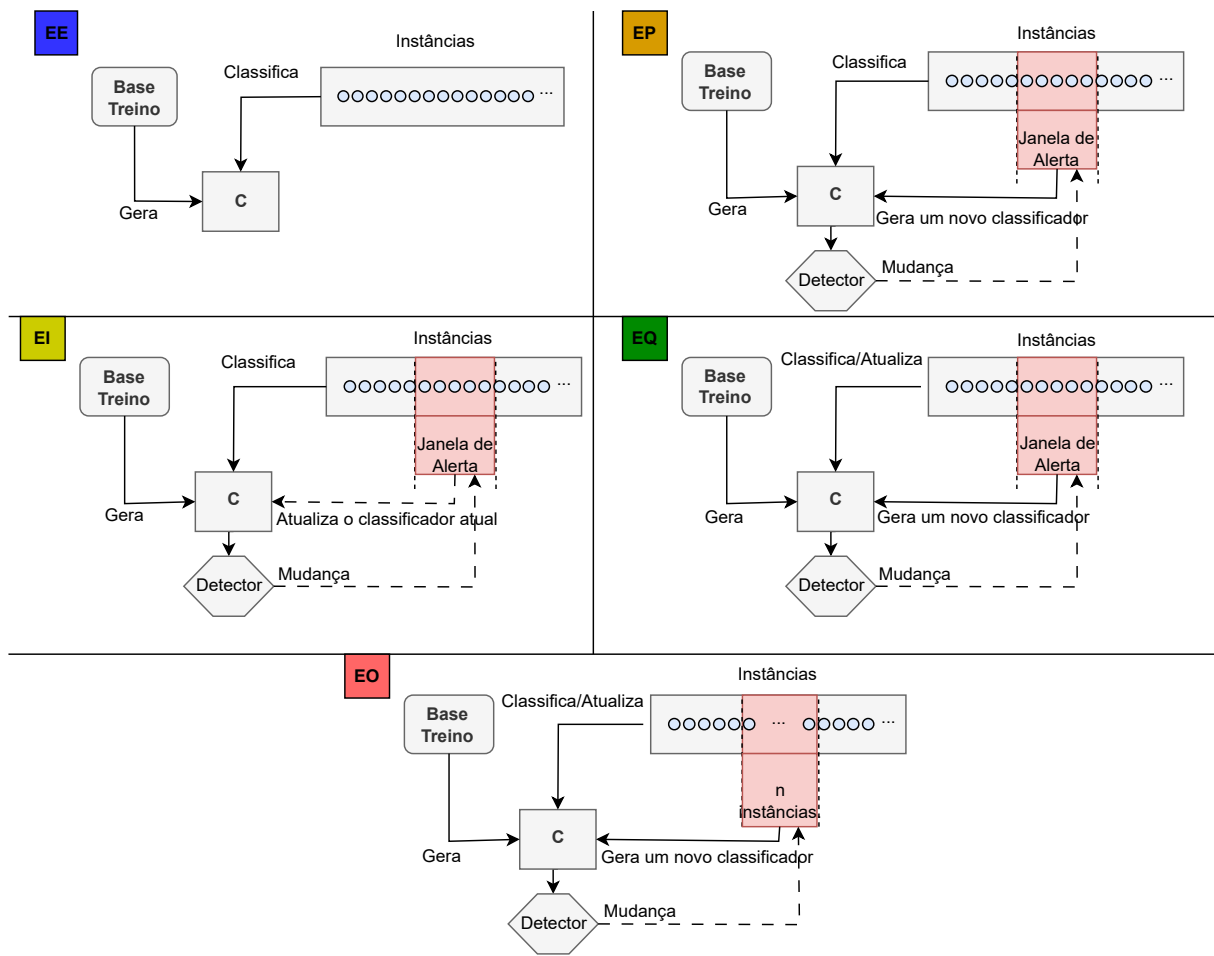 EE
Instâncias
Classifica
Base
Treino
...
C
Gera
EP
Instâncias
Classifica
Base
Treino
...
Janela de
Alerta
C
Gera
Gera um novo classificador
Detector
Mudança
EI
Instâncias
Classifica
Base
Treino
...
Janela de
Alerta
C
Gera
Atualiza o classificador atual
Detector
Mudança
EQ
Instâncias
Classifica/Atualiza
Base
Treino
...
Janela de
Alerta
C
Gera
Gera um novo classificador
Detector
Mudança
EO
Instâncias
Classifica/Atualiza
Base
Treino
...
...
n
instâncias
C
Gera
Gera um novo classificador
Detector
Mudança